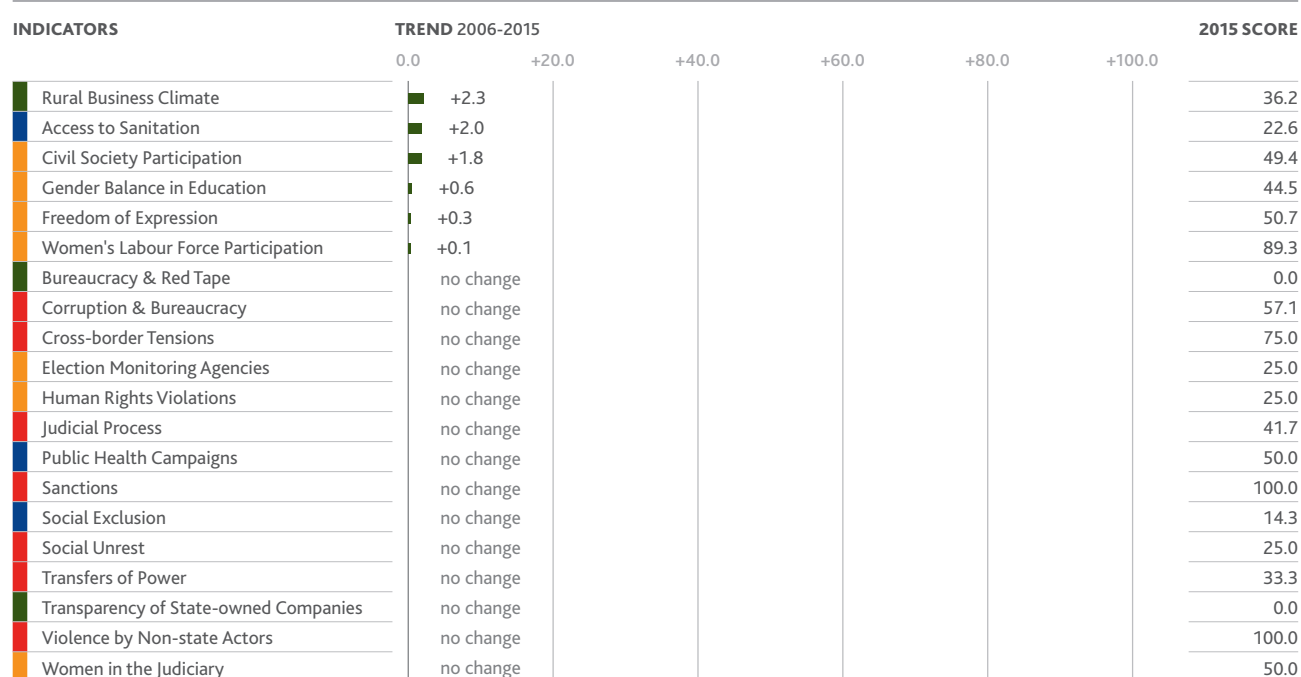 INDICATORS TREND 2006-2015 2015 SCORE
0.0 +20.0 +40.0 +60.0 +80.0 +100.0
Rural Business Climate +2.3 36.2
Access to Sanitation +2.0 22.6
Civil Society Participation +1.8 49.4
Gender Balance in Education +0.6 44.5
Freedom of Expression +0.3 50.7
Women's Labour Force Participation +0.1 89.3
Bureaucracy & Red Tape no change 0.0
Corruption & Bureaucracy no change 57.1
Cross-border Tensions no change 75.0
Election Monitoring Agencies no change 25.0
Human Rights Violations no change 25.0
Judicial Process no change 41.7
Public Health Campaigns no change 50.0
Sanctions no change 100.0
Social Exclusion no change 14.3
Social Unrest no change 25.0
Transfers of Power no change 33.3
Transparency of State-owned Companies no change 0.0
Violence by Non-state Actors no change 100.0
Women in the Judiciary no change 50.0